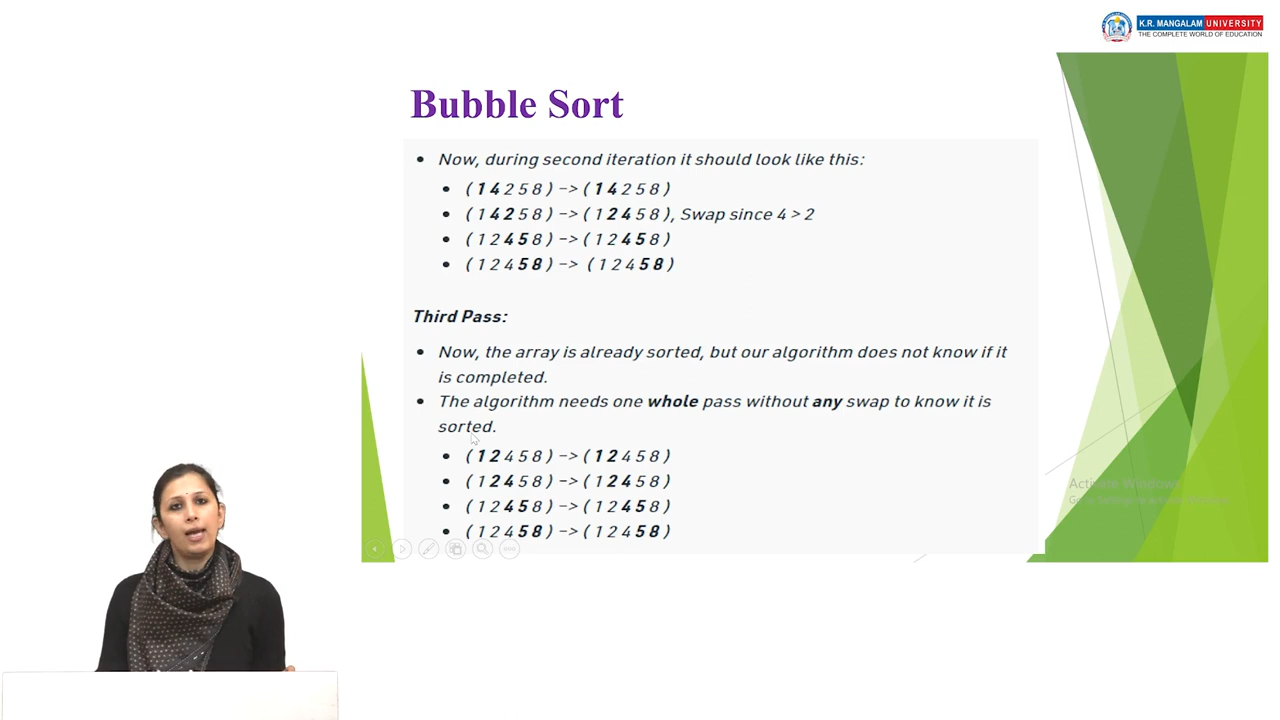 K.R. MANGALAM UNIVERSITY
THE COMPLETE WORLD OF EDUCATION
Bubble Sort
• Now, during second iteration it should look like this:
• ( 1 4 2 5 8 ) –> ( 1 4 2 5 8 )
• ( 1 4 2 5 8 ) –> ( 1 2 4 5 8 ), Swap since 4 > 2
• ( 1 2 4 5 8 ) –> ( 1 2 4 5 8 )
• ( 1 2 4 5 8 ) –> ( 1 2 4 5 8 )
Third Pass:
• Now, the array is already sorted, but our algorithm does not know if it
is completed.
• The algorithm needs one whole pass without any swap to know it is
sorted.
• ( 1 2 4 5 8 ) –> ( 1 2 4 5 8 )
• ( 1 2 4 5 8 ) –> ( 1 2 4 5 8 )
• ( 1 2 4 5 8 ) –> ( 1 2 4 5 8 )
• ( 1 2 4 5 8 ) –> ( 1 2 4 5 8 )
Activate Windows